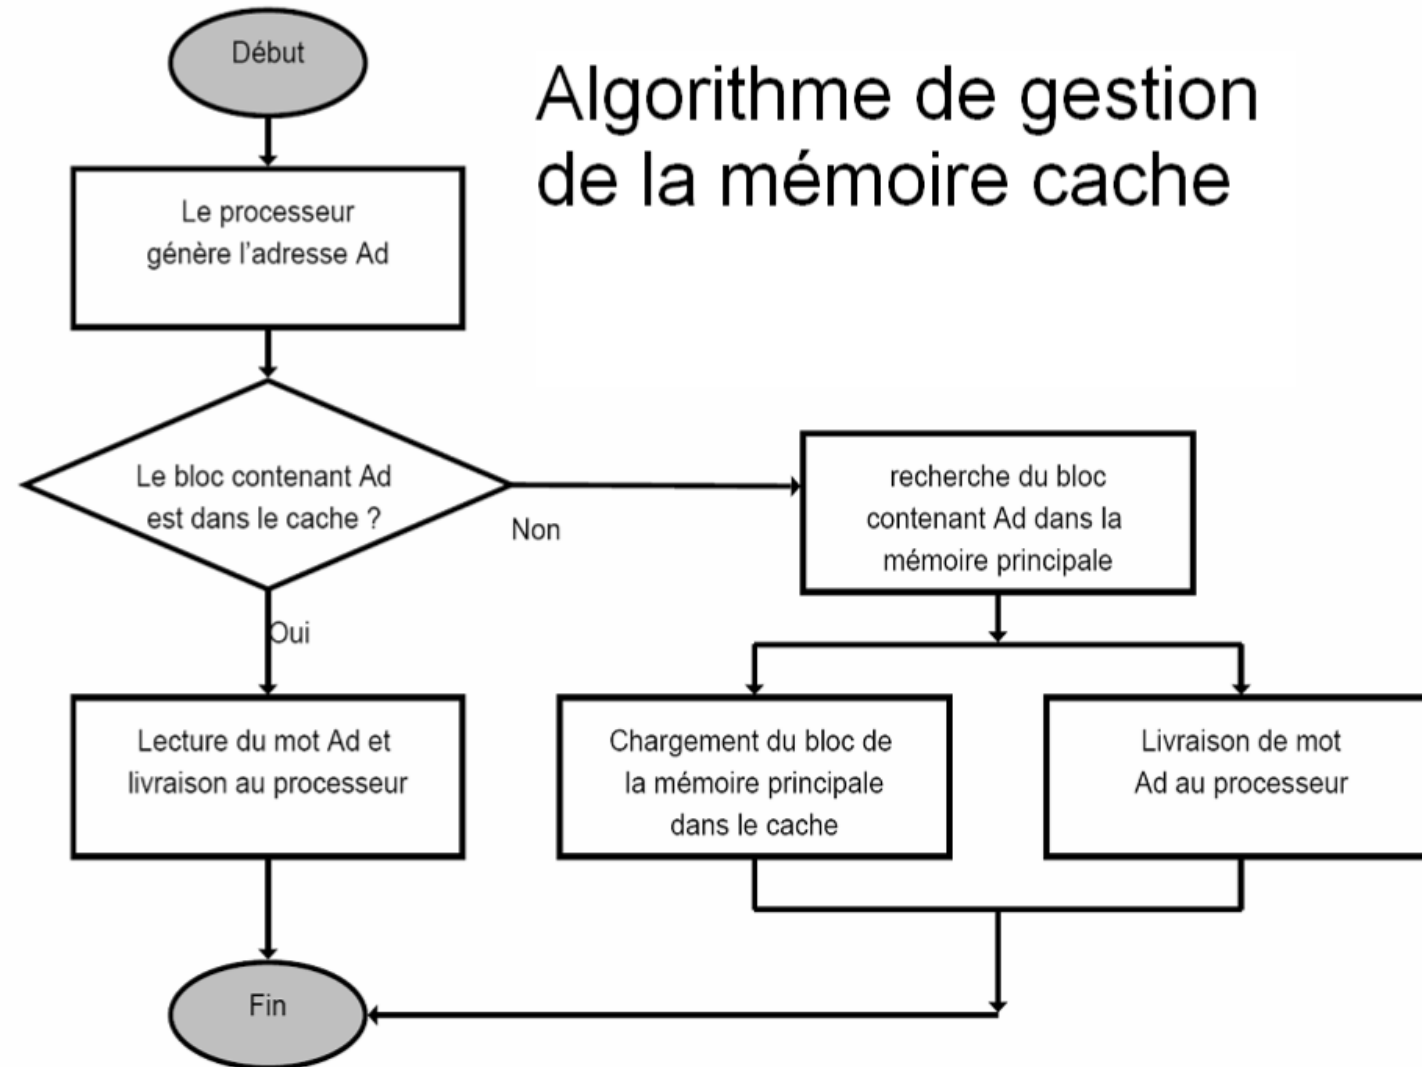 Début
Algorithme de gestion
de la mémoire cache
Le processeur
génère l'adresse Ad
Le bloc contenant Ad
est dans le cache ?
Non
recherche du bloc
contenant Ad dans la
mémoire principale
Oui
Lecture du mot Ad et
livraison au processeur
Chargement du bloc de
la mémoire principale
dans le cache
Livraison de mot
Ad au processeur
Fin